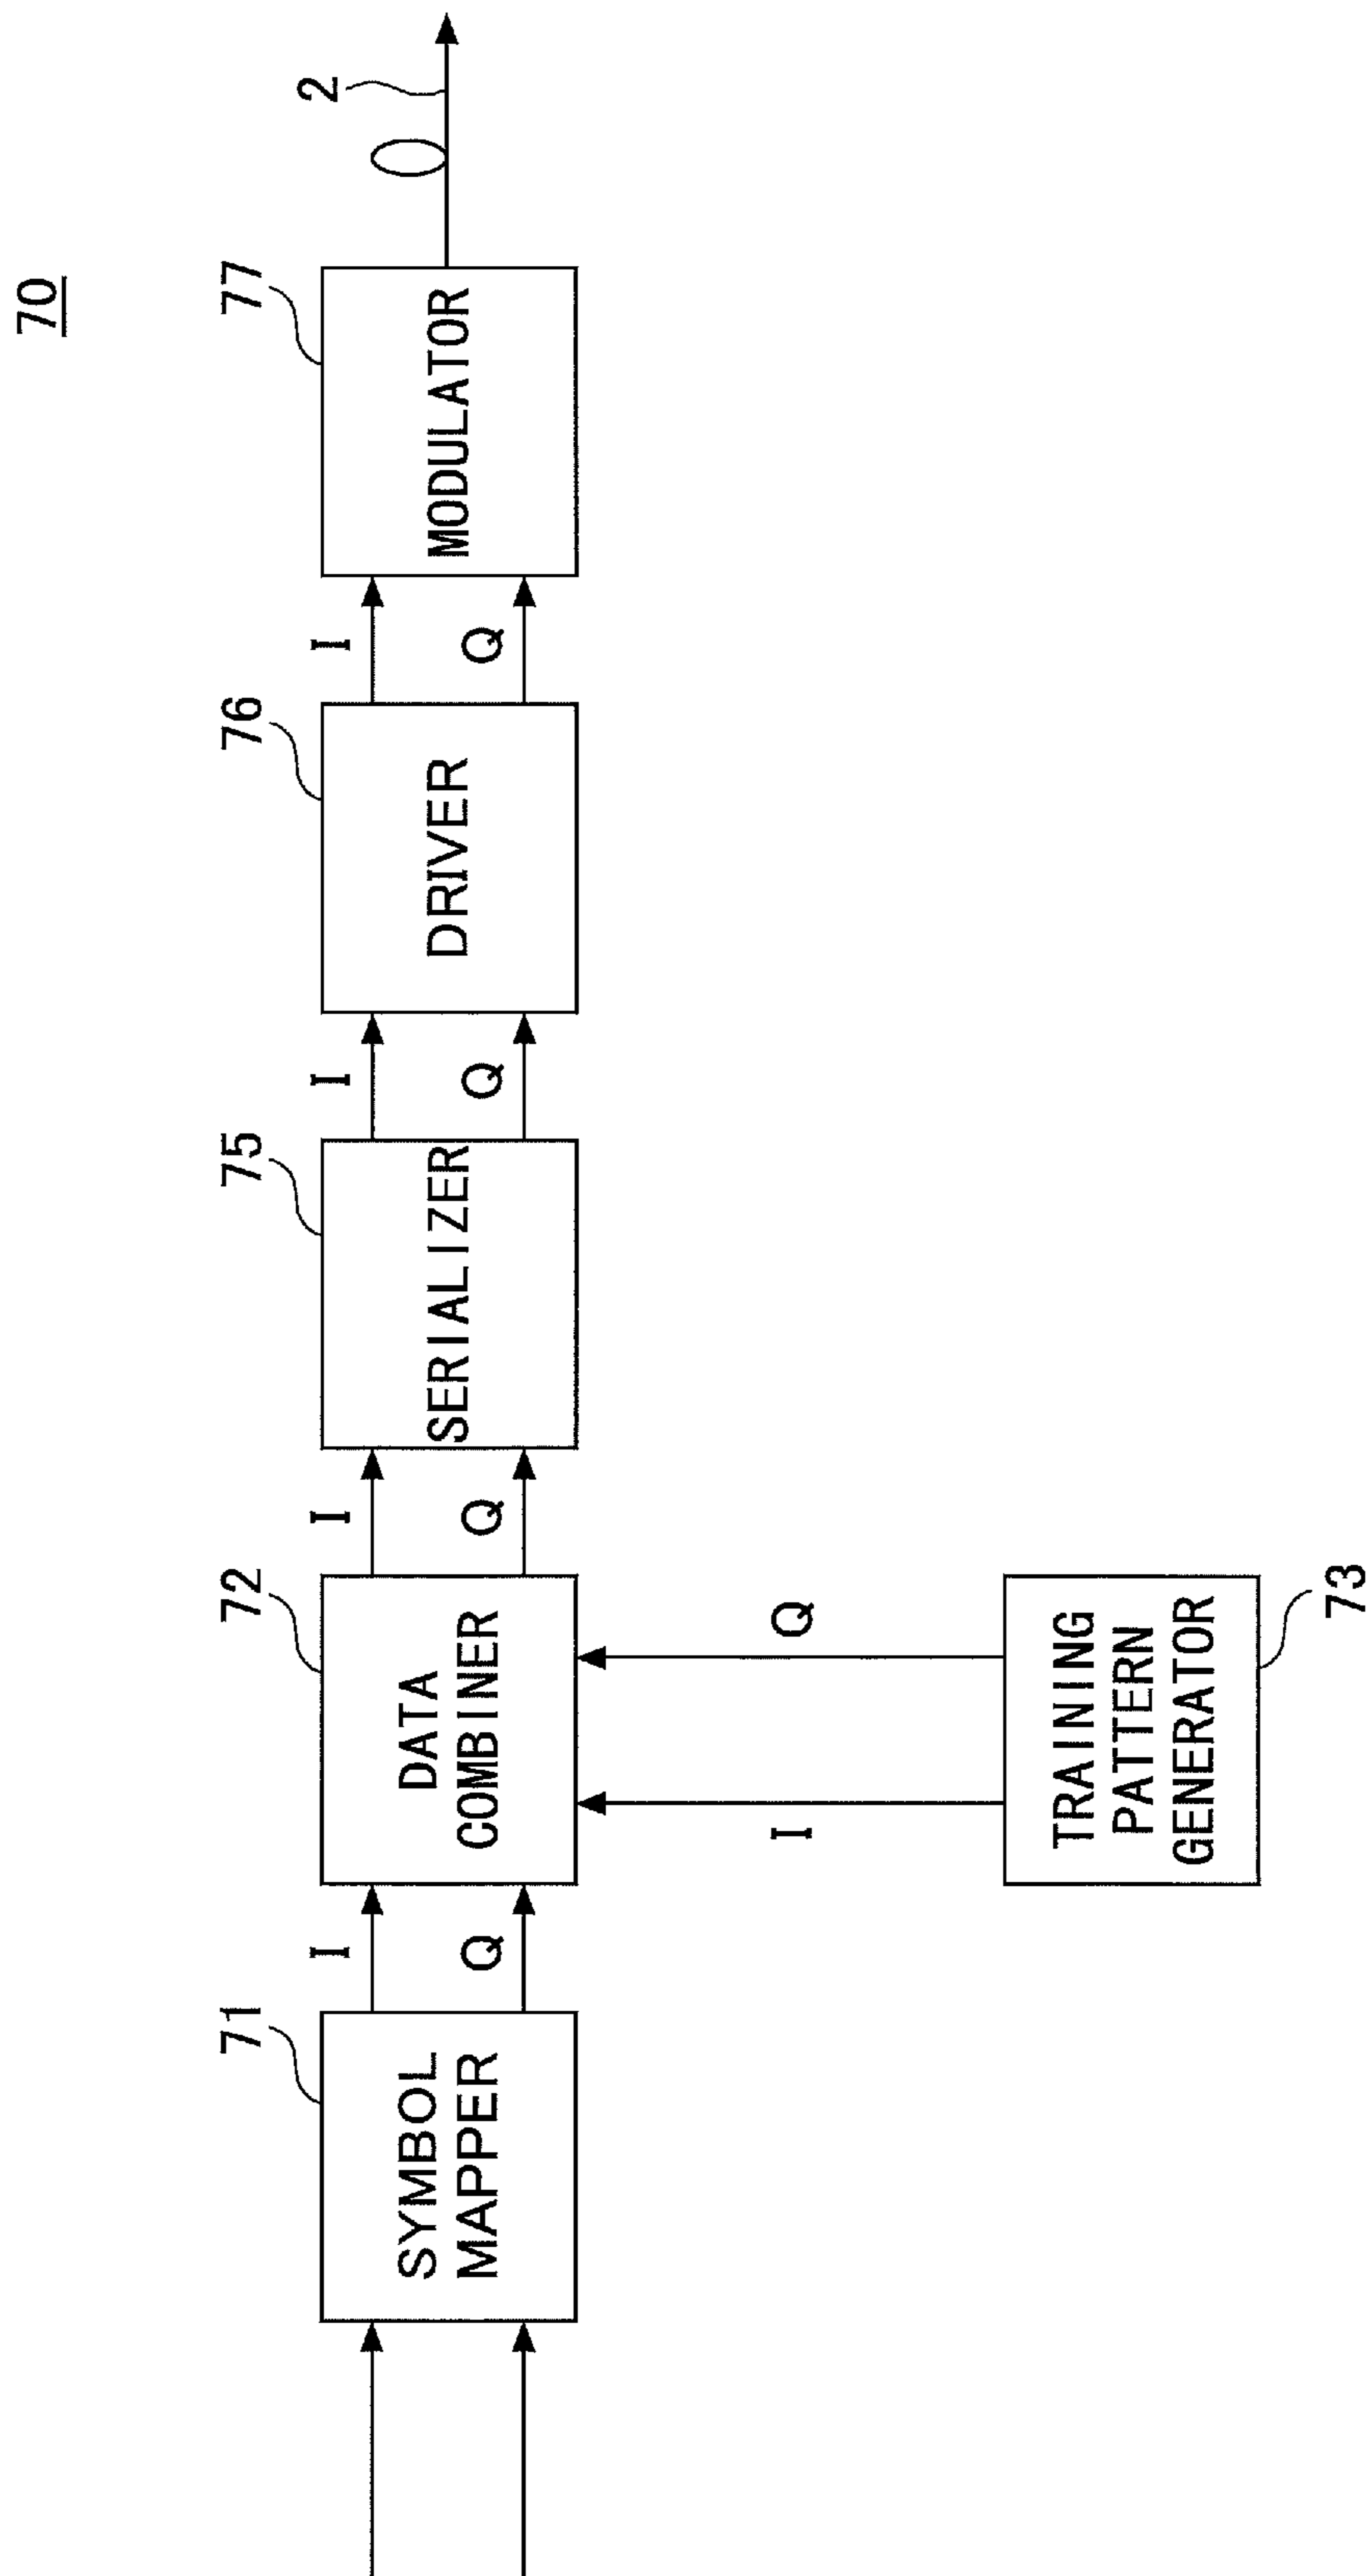 70
71
SYMBOL
MAPPER
I
Q
72
DATA
COMBINER
I
Q
73
TRAINING
PATTERN
GENERATOR
I
Q
75
SERIALIZER
I
Q
76
DRIVER
I
Q
77
MODULATOR
2